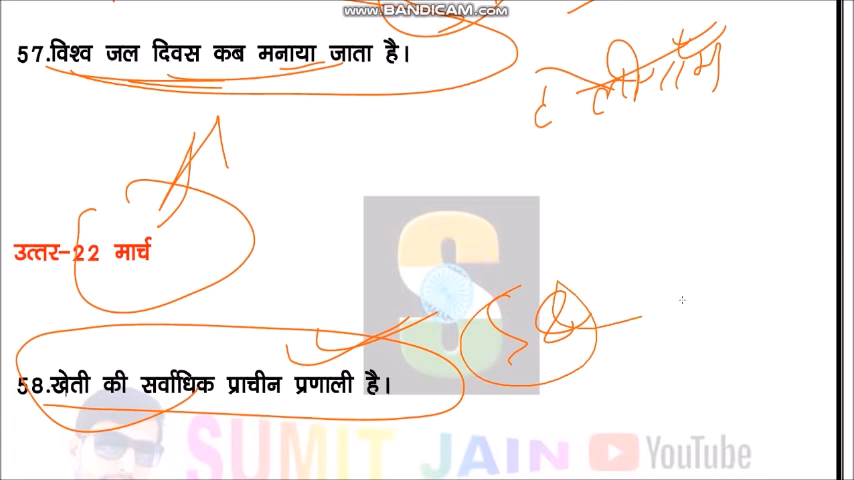 www.BANDICAM.com
57.विश्व जल दिवस कब मनाया जाता है।
उत्तर-22 मार्च
58.खेती की सर्वाधिक प्राचीन प्रणाली है।
SUMIT JAIN YouTube